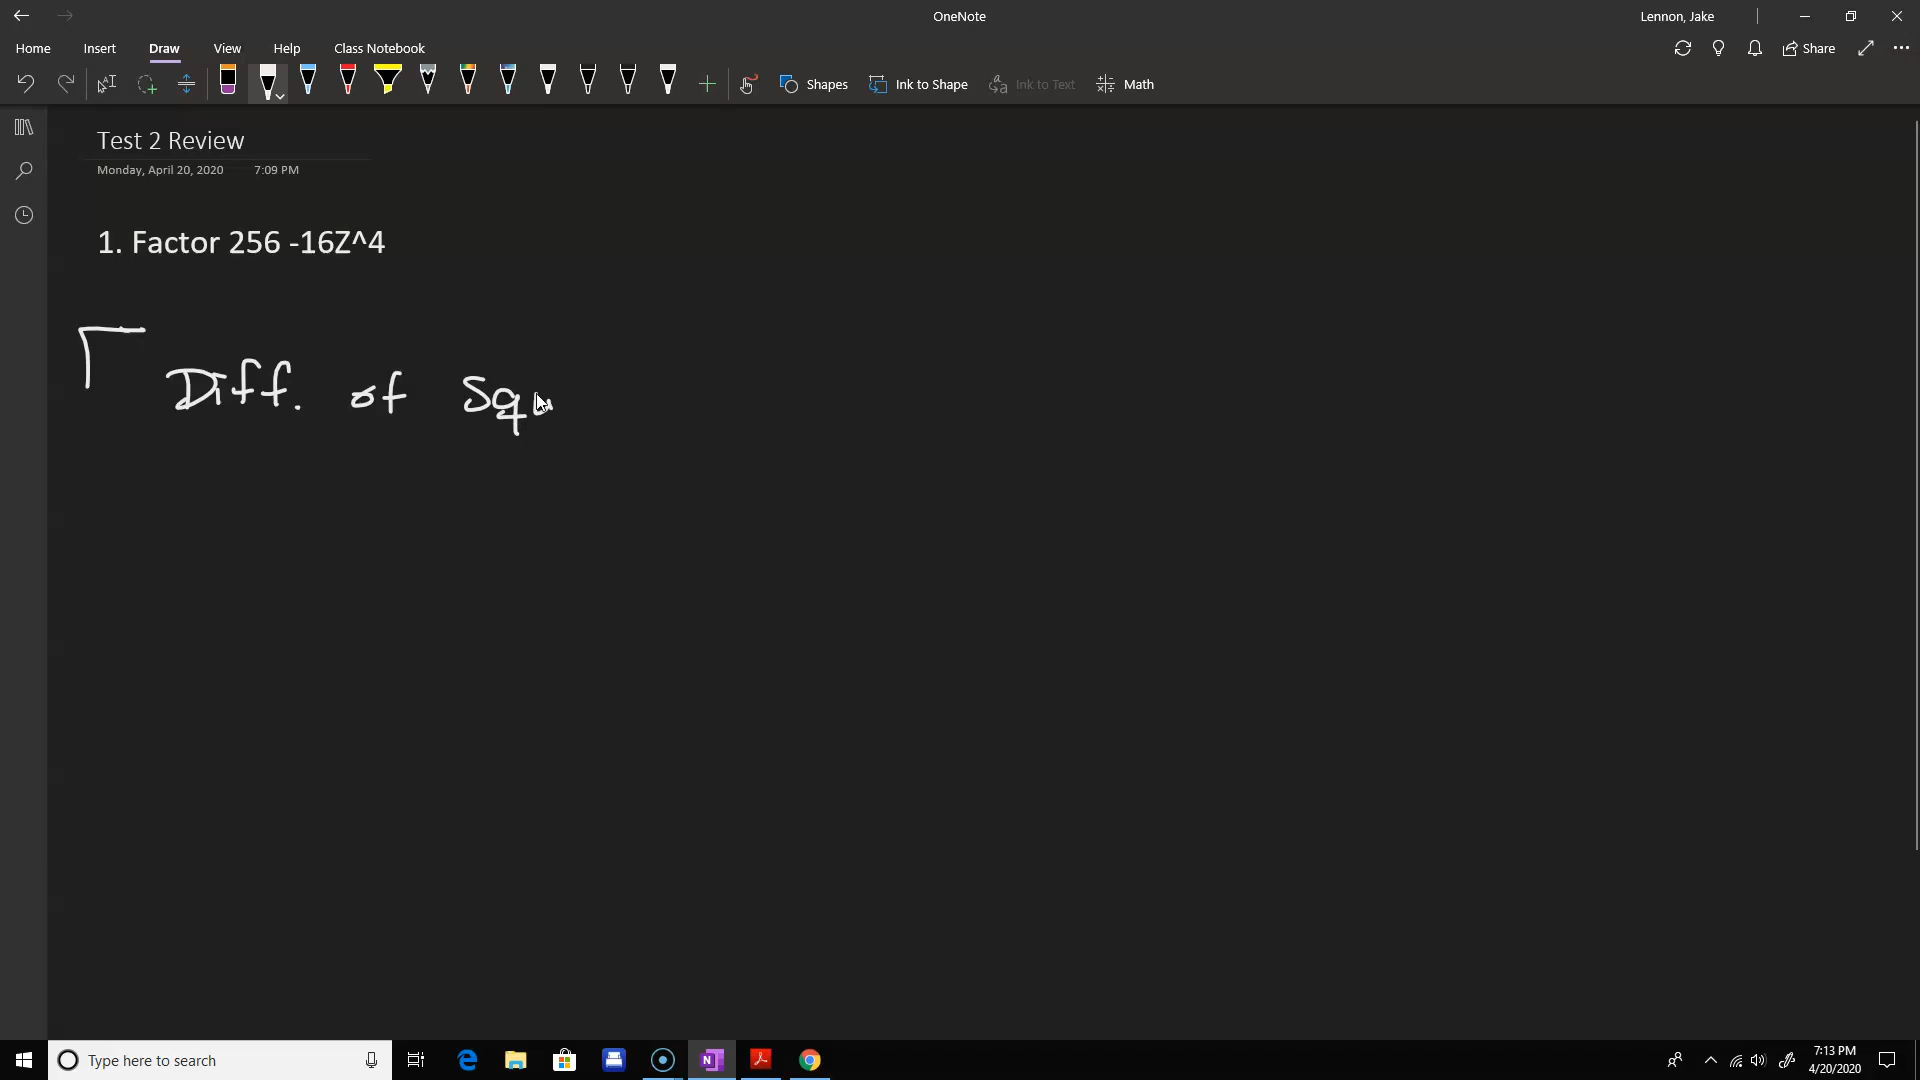 OneNote
Lennon, Jake
Home Insert Draw View Help Class Notebook
Share
Shapes Ink to Shape Ink to Text Math
Test 2 Review
Monday, April 20, 2020 7:09 PM
1. Factor 256 -16Z^4
Diff. of Squ
Type here to search
7:13 PM
4/20/2020